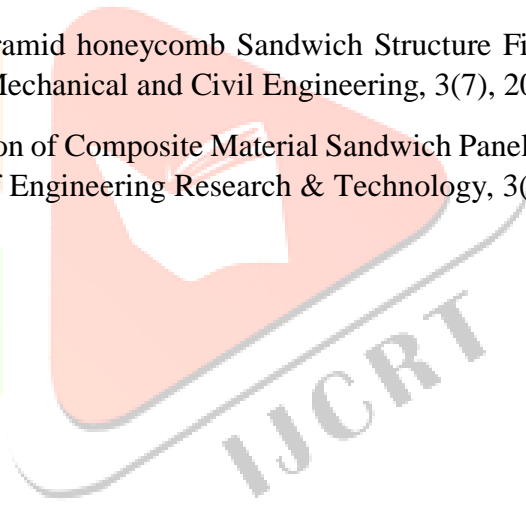 ramid honeycomb Sandwich Structure Fi
Mechanical and Civil Engineering, 3(7), 20
on of Composite Material Sandwich Panel
f Engineering Research & Technology, 3(
IJCRT